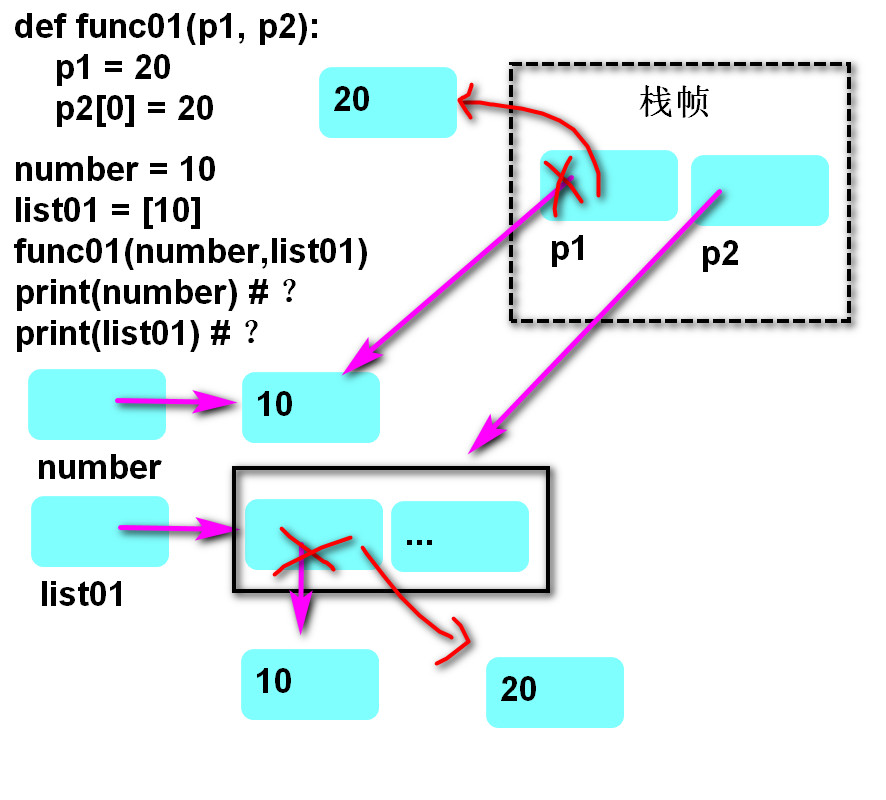 def func01(p1, p2):
p1 = 20
p2[0] = 20
number = 10
list01 = [10]
func01(number,list01)
print(number) # ？
print(list01) # ？
20
栈帧
p1
p2
10
number
...
list01
10
20